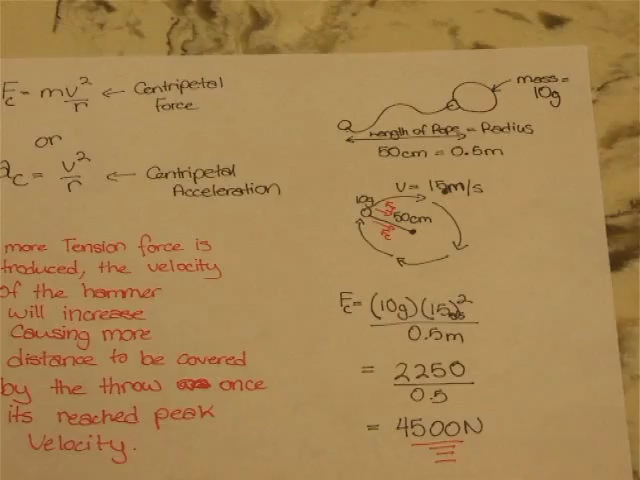 Fc = mv²/r ← Centripetal
Force
or
ac = v²/r ← Centripetal
Acceleration
more Tension force is
troduced, the velocity
of the hammer
will increase
causing more
distance to be covered
by the throw once
its reached peak
Velocity.
mass =
10g
Length of Rope = Radius
50cm = 0.5m
v = 15m/s
10g
50cm
Fc
Fc = (10g)(15)²
0.5m
= 2250
0.5
= 4500N